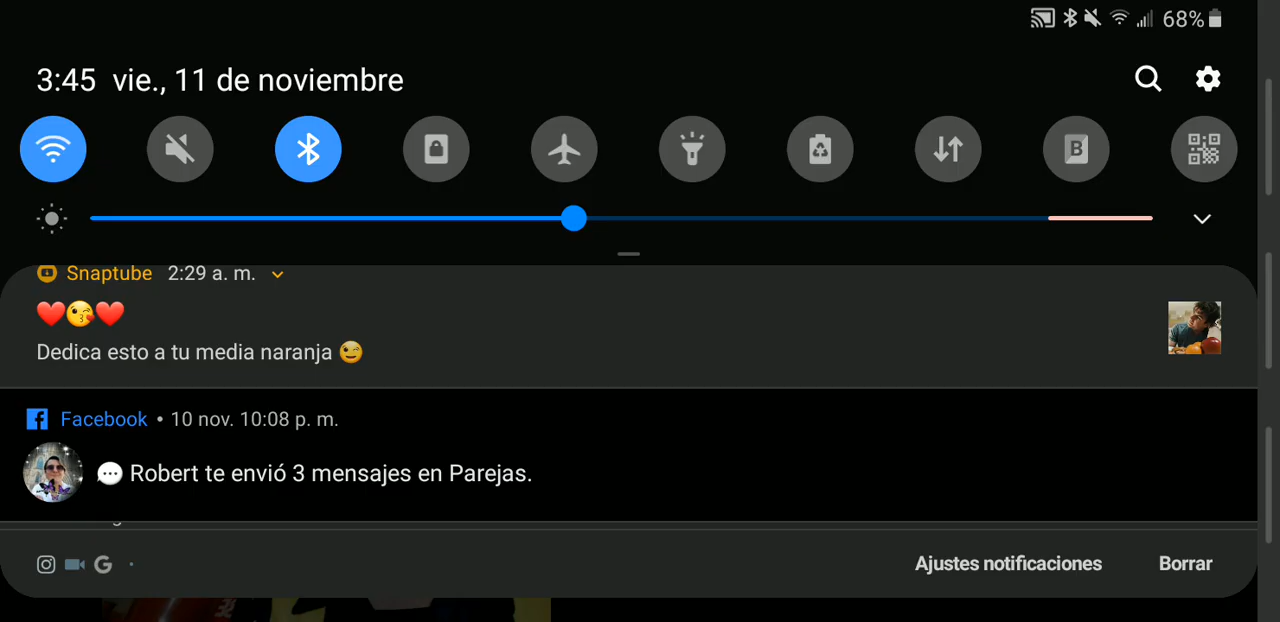 68%
3:45 vie., 11 de noviembre
B
Snaptube 2:29 a. m.
❤️😘❤️
Dedica esto a tu media naranja 😉
Facebook • 10 nov. 10:08 p. m.
💬 Robert te envió 3 mensajes en Parejas.
G
Ajustes notificaciones Borrar